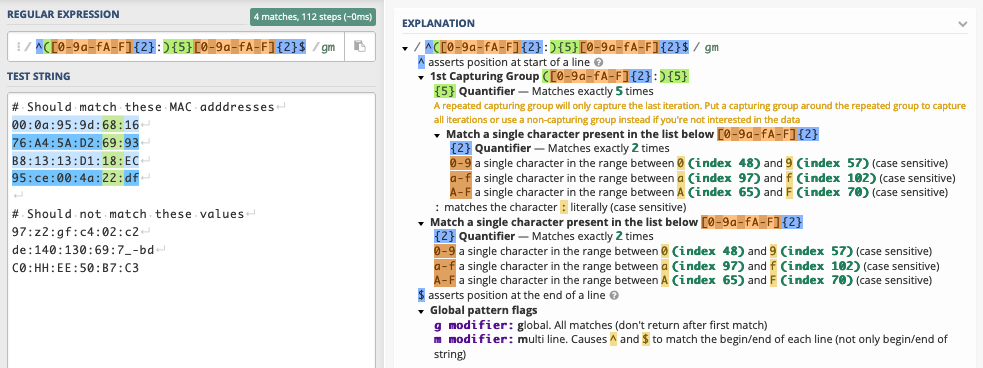 REGULAR EXPRESSION
4 matches, 112 steps (~0ms)
/ ^([0-9a-fA-F]{2}:){5}[0-9a-fA-F]{2}$ / gm
TEST STRING
# Should match these MAC adddresses
00:0a:95:9d:68:16
76:A4:5A:D2:69:93
B8:13:13:D1:18:EC
95:ce:00:4a:22:df
# Should not match these values
97:z2:gf:c4:02:c2
de:140:130:69:7_-bd
C0:HH:EE:50:B7:C3
EXPLANATION
/ ^([0-9a-fA-F]{2}:){5}[0-9a-fA-F]{2}$ / gm
^ asserts position at start of a line
1st Capturing Group ([0-9a-fA-F]{2}:){5}
{5} Quantifier — Matches exactly 5 times
A repeated capturing group will only capture the last iteration. Put a capturing group around the repeated group to capture
all iterations or use a non-capturing group instead if you're not interested in the data
Match a single character present in the list below [0-9a-fA-F]{2}
{2} Quantifier — Matches exactly 2 times
0-9 a single character in the range between 0 (index 48) and 9 (index 57) (case sensitive)
a-f a single character in the range between a (index 97) and f (index 102) (case sensitive)
A-F a single character in the range between A (index 65) and F (index 70) (case sensitive)
: matches the character : literally (case sensitive)
Match a single character present in the list below [0-9a-fA-F]{2}
{2} Quantifier — Matches exactly 2 times
0-9 a single character in the range between 0 (index 48) and 9 (index 57) (case sensitive)
a-f a single character in the range between a (index 97) and f (index 102) (case sensitive)
A-F a single character in the range between A (index 65) and F (index 70) (case sensitive)
$ asserts position at the end of a line
Global pattern flags
g modifier: global. All matches (don't return after first match)
m modifier: multi line. Causes ^ and $ to match the begin/end of each line (not only begin/end of
string)